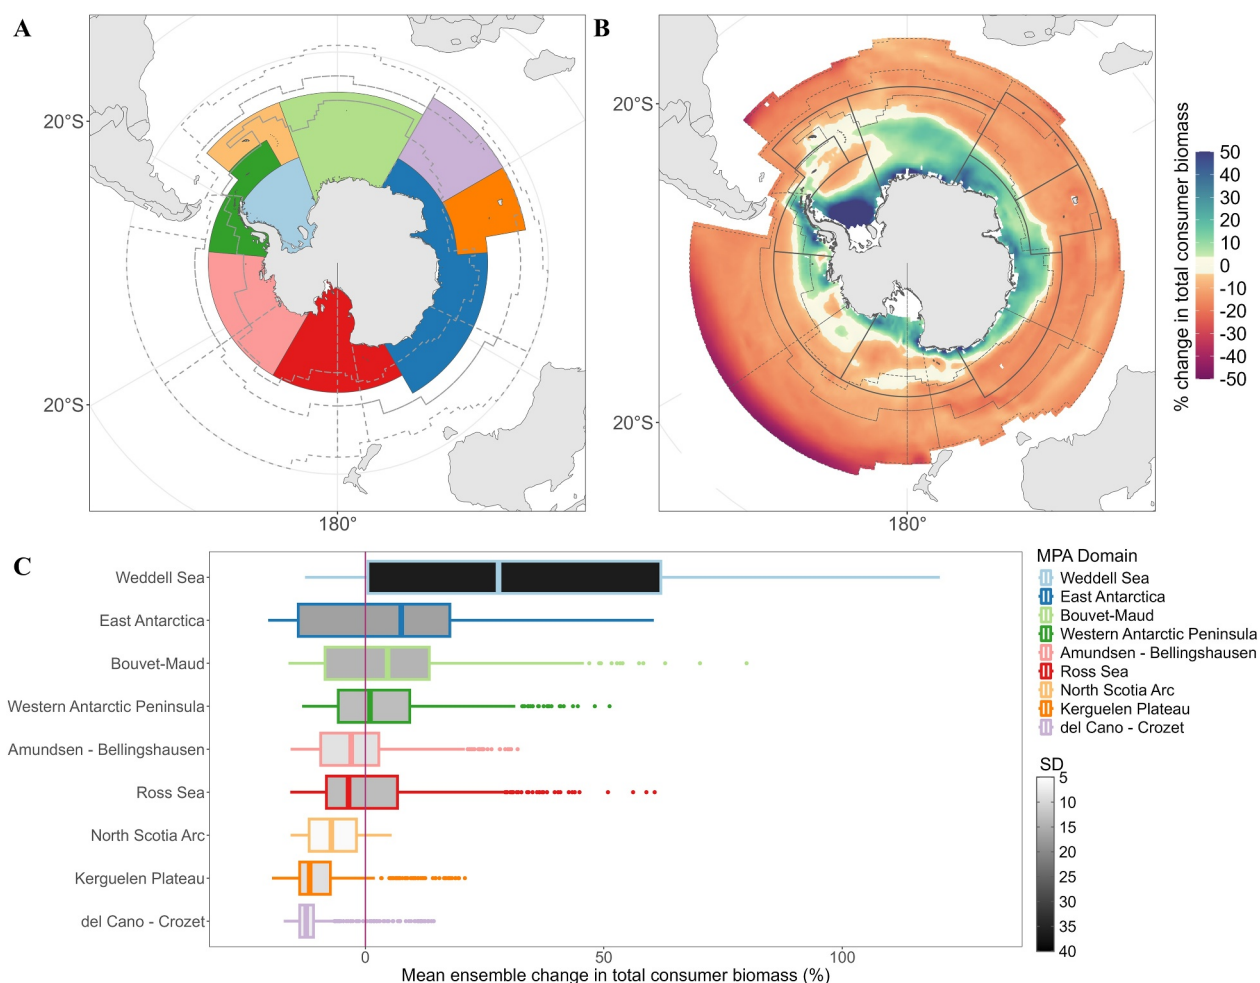 A
20°S
20°S
180°
B
20°S
20°S
180°
% change in total consumer biomass
50
40
30
20
10
0
-10
-20
-30
-40
-50
C
Weddell Sea
East Antarctica
Bouvet-Maud
Western Antarctic Peninsula
Amundsen - Bellingshausen
Ross Sea
North Scotia Arc
Kerguelen Plateau
del Cano - Crozet
0
50
100
Mean ensemble change in total consumer biomass (%)
MPA Domain
Weddell Sea
East Antarctica
Bouvet-Maud
Western Antarctic Peninsula
Amundsen - Bellingshausen
Ross Sea
North Scotia Arc
Kerguelen Plateau
del Cano - Crozet
SD
5
10
15
20
25
30
35
40